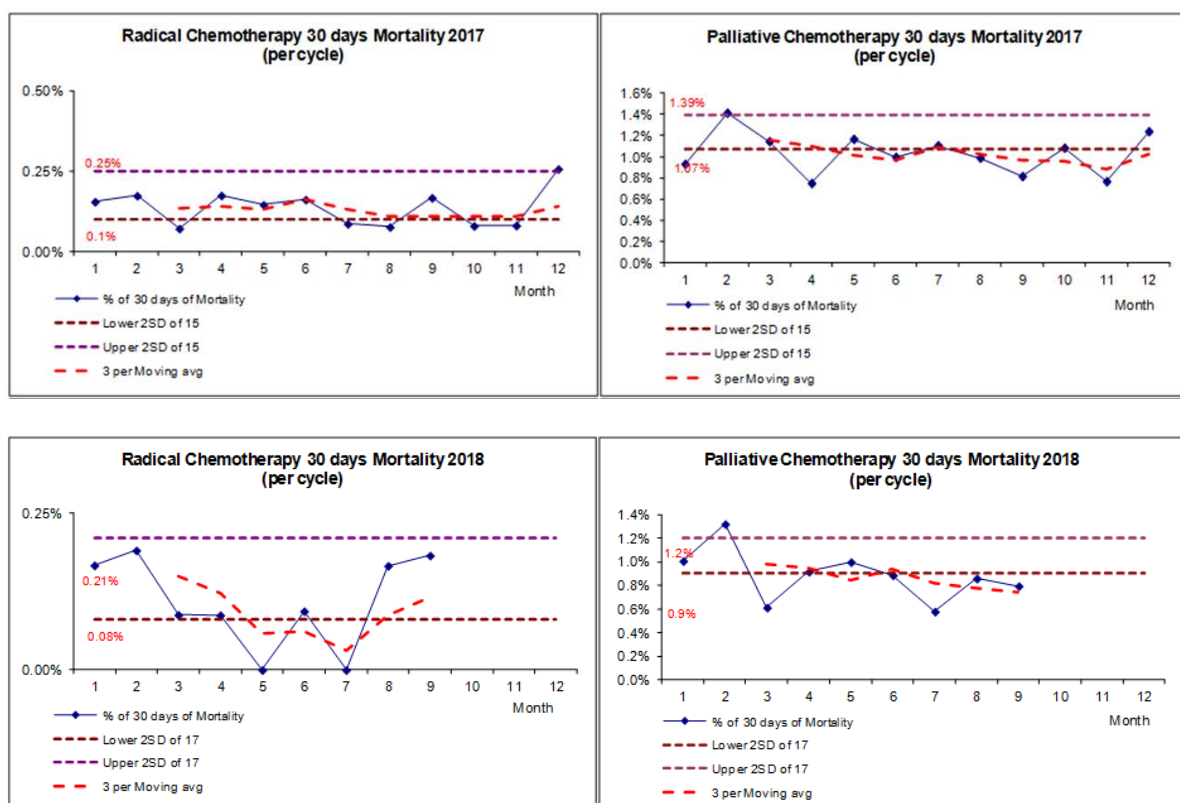 Radical Chemotherapy 30 days Mortality 2017
(per cycle)
0.50%
0.25%
0.00%
0.25%
0.1%
1 2 3 4 5 6 7 8 9 10 11 12
Month
% of 30 days of Mortality
Lower 2SD of 15
Upper 2SD of 15
3 per Moving avg
Palliative Chemotherapy 30 days Mortality 2017
(per cycle)
1.6%
1.4%
1.2%
1.0%
0.8%
0.6%
0.4%
0.2%
0.0%
1.39%
1.07%
1 2 3 4 5 6 7 8 9 10 11 12
Month
% of 30 days of Mortality
Lower 2SD of 15
Upper 2SD of 15
3 per Moving avg
Radical Chemotherapy 30 days Mortality 2018
(per cycle)
0.25%
0.00%
0.21%
0.08%
1 2 3 4 5 6 7 8 9 10 11 12
Month
% of 30 days of Mortality
Lower 2SD of 17
Upper 2SD of 17
3 per Moving avg
Palliative Chemotherapy 30 days Mortality 2018
(per cycle)
1.4%
1.2%
1.0%
0.8%
0.6%
0.4%
0.2%
0.0%
1.2%
0.9%
1 2 3 4 5 6 7 8 9 10 11 12
Month
% of 30 days of Mortality
Lower 2SD of 17
Upper 2SD of 17
3 per Moving avg